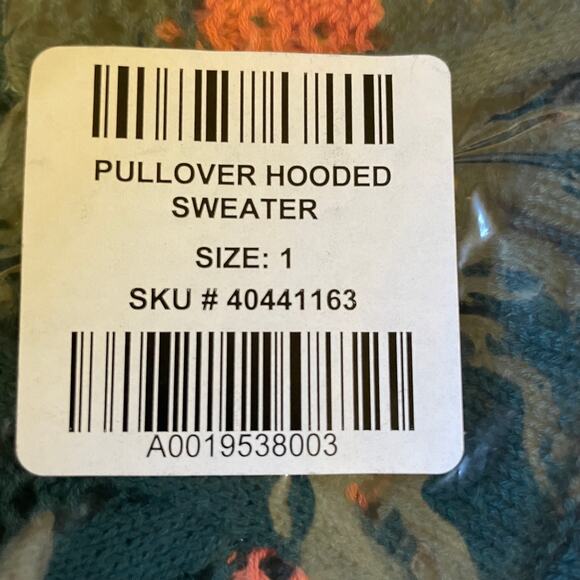 PULLOVER HOODED
SWEATER
SIZE: 1
SKU # 40441163
A0019538003